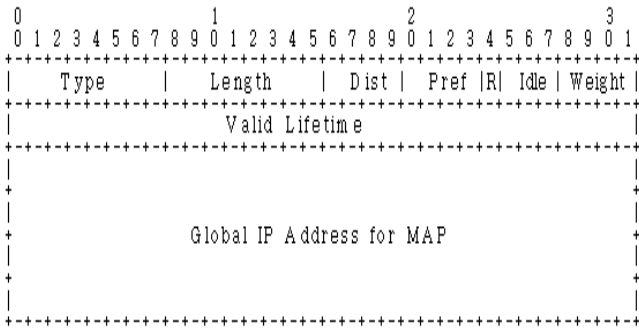 0 1 2 3
0 1 2 3 4 5 6 7 8 9 0 1 2 3 4 5 6 7 8 9 0 1 2 3 4 5 6 7 8 9 0 1
+-+-+-+-+-+-+-+-+-+-+-+-+-+-+-+-+-+-+-+-+-+-+-+-+-+-+-+-+-+-+-+-+
| Type | Length | Dist | Pref |R| Idle | Weight|
+-+-+-+-+-+-+-+-+-+-+-+-+-+-+-+-+-+-+-+-+-+-+-+-+-+-+-+-+-+-+-+-+
| Valid Lifetime |
+-+-+-+-+-+-+-+-+-+-+-+-+-+-+-+-+-+-+-+-+-+-+-+-+-+-+-+-+-+-+-+-+
| |
+ +
| |
+ Global IP Address for MAP +
| |
+ +
| |
+-+-+-+-+-+-+-+-+-+-+-+-+-+-+-+-+-+-+-+-+-+-+-+-+-+-+-+-+-+-+-+-+